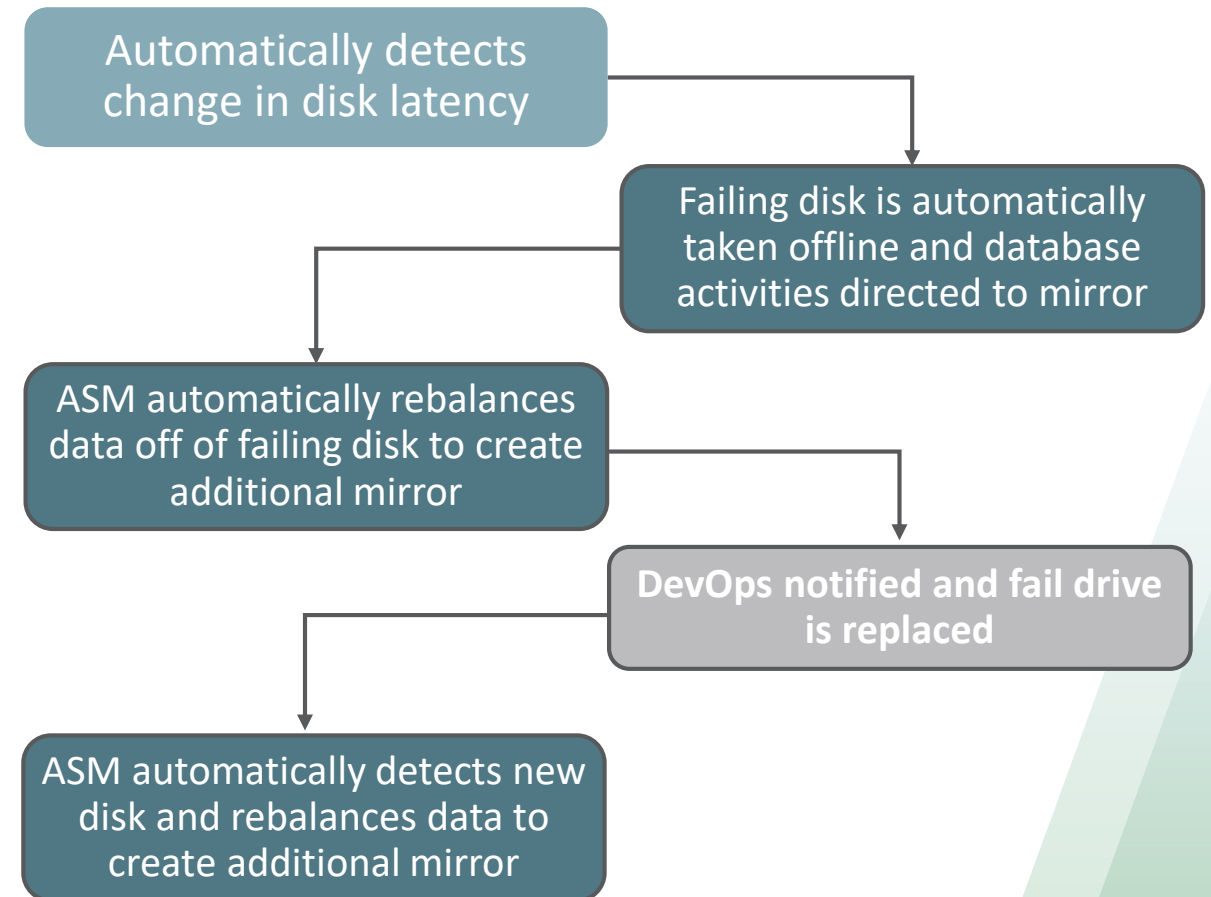 Automatically detects
change in disk latency
Failing disk is automatically
taken offline and database
activities directed to mirror
ASM automatically rebalances
data off of failing disk to create
additional mirror
DevOps notified and fail drive
is replaced
ASM automatically detects new
disk and rebalances data to
create additional mirror